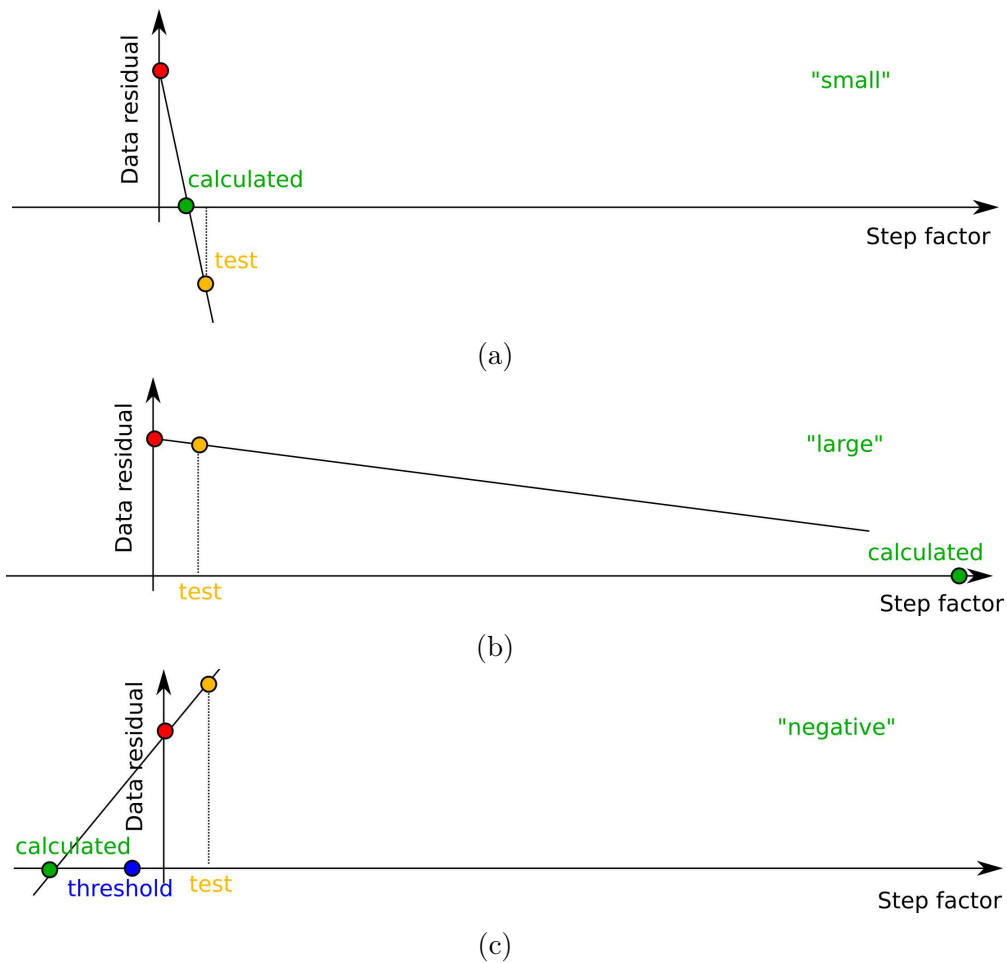 Data residual
"small"
calculated
Step factor
test
(a)
Data residual
"large"
calculated
test
Step factor
(b)
Data residual
"negative"
calculated
threshold
test
Step factor
(c)